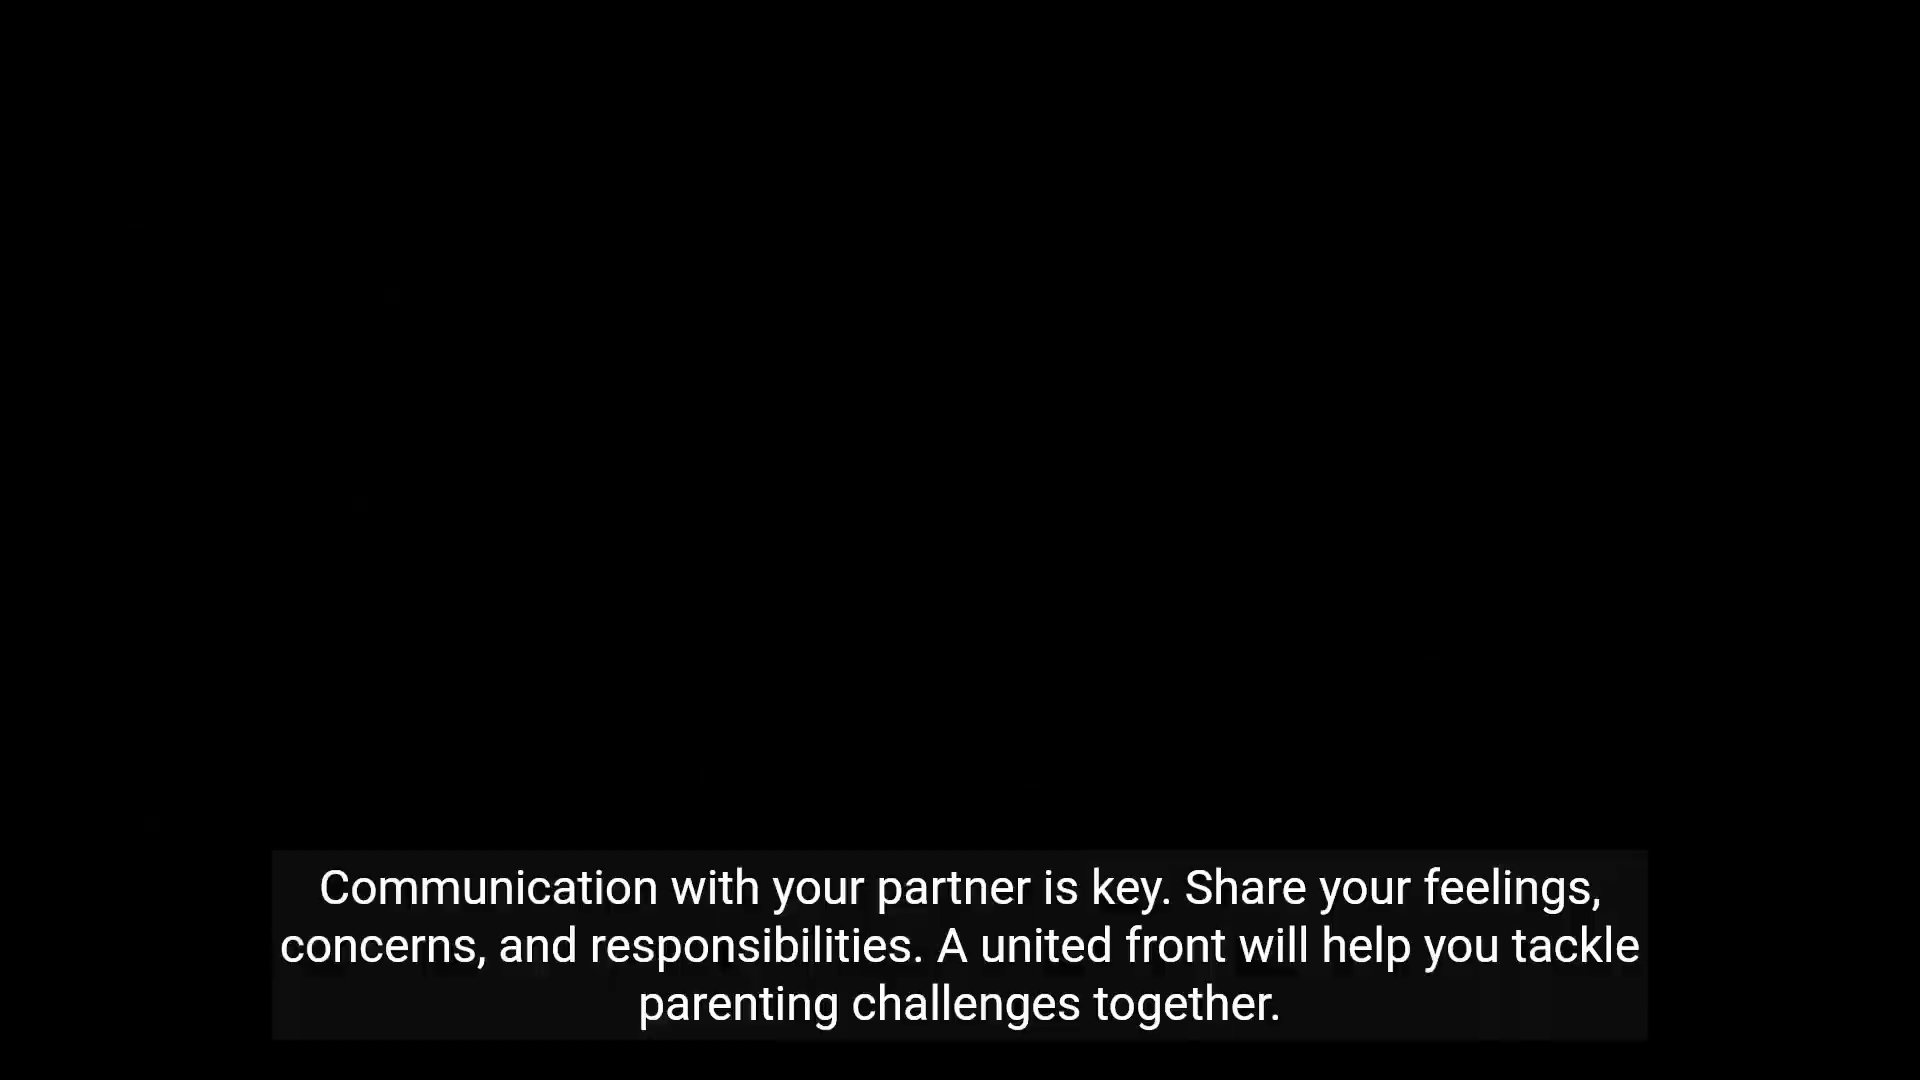 Communication with your partner is key. Share your feelings,
concerns, and responsibilities. A united front will help you tackle
parenting challenges together.